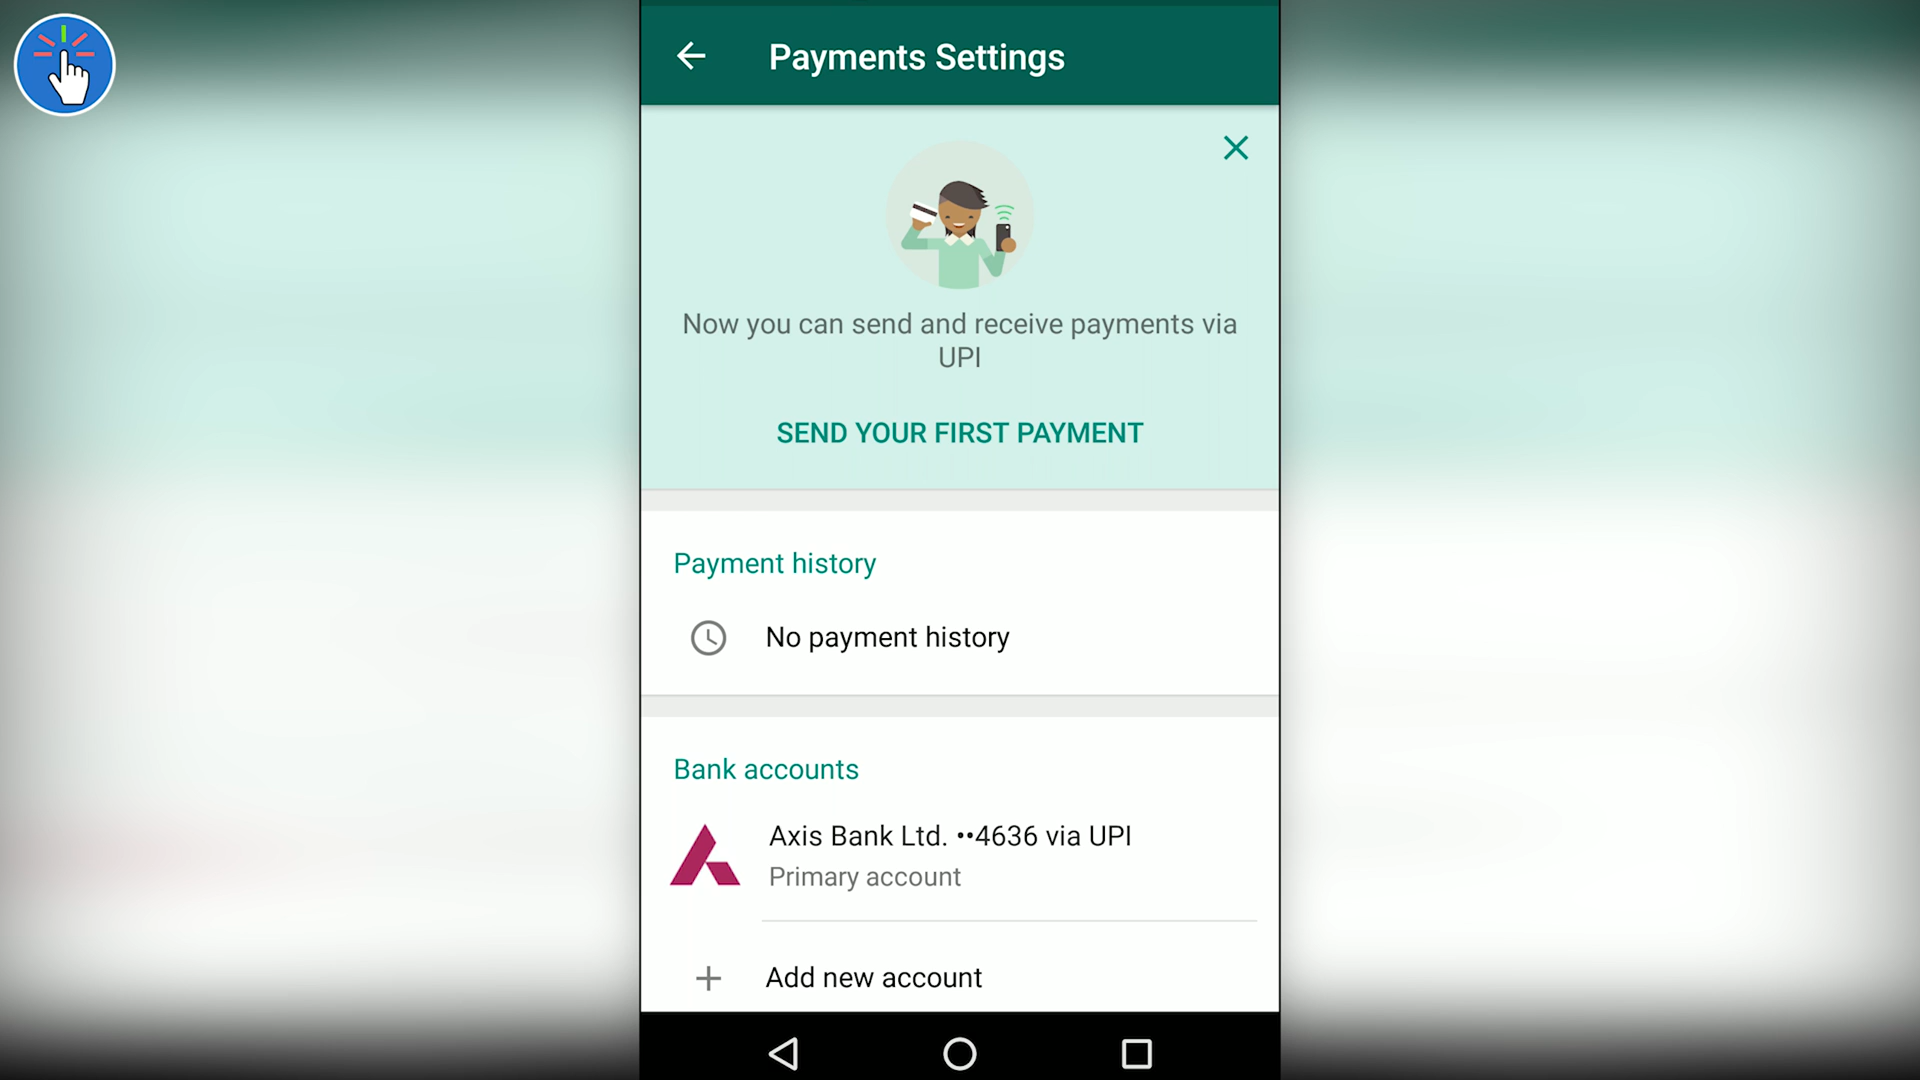 Payments Settings
Now you can send and receive payments via
UPI
SEND YOUR FIRST PAYMENT
Payment history
No payment history
Bank accounts
Axis Bank Ltd. ••4636 via UPI
Primary account
Add new account